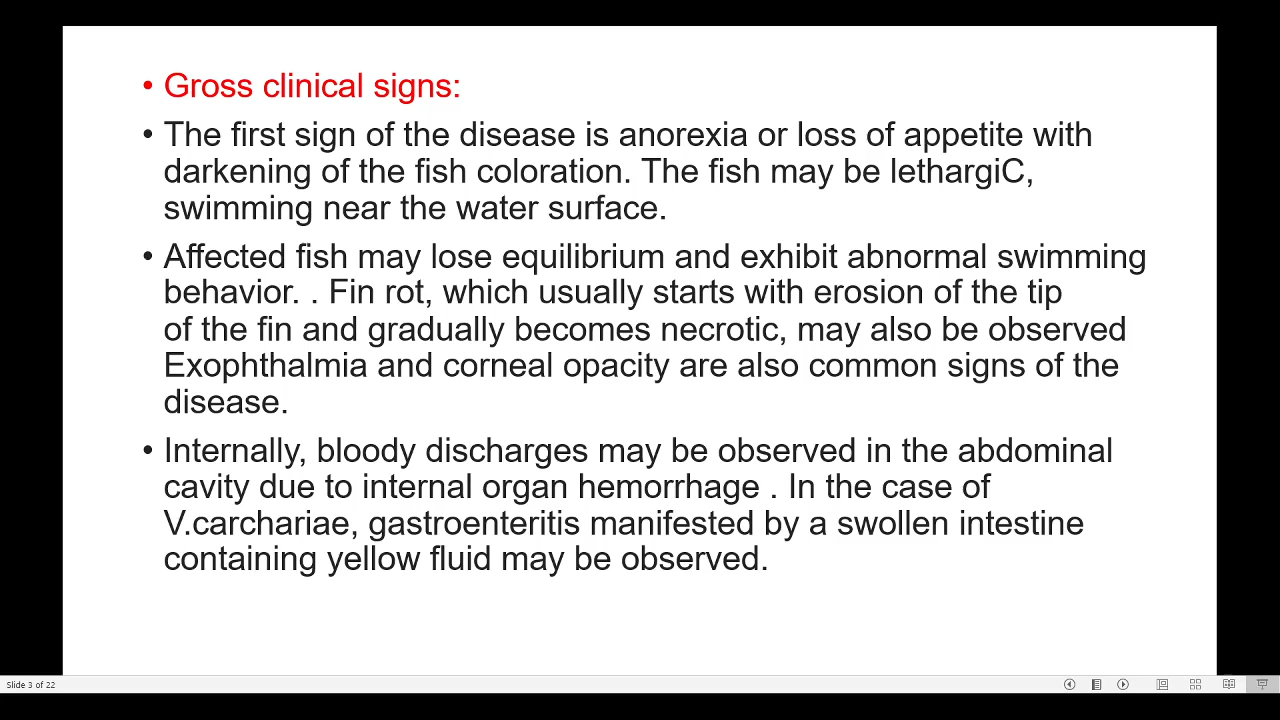 • Gross clinical signs:
• The first sign of the disease is anorexia or loss of appetite with
darkening of the fish coloration. The fish may be lethargiC,
swimming near the water surface.
• Affected fish may lose equilibrium and exhibit abnormal swimming
behavior. . Fin rot, which usually starts with erosion of the tip
of the fin and gradually becomes necrotic, may also be observed
Exophthalmia and corneal opacity are also common signs of the
disease.
• Internally, bloody discharges may be observed in the abdominal
cavity due to internal organ hemorrhage . In the case of
V.carchariae, gastroenteritis manifested by a swollen intestine
containing yellow fluid may be observed.
Slide 3 of 22